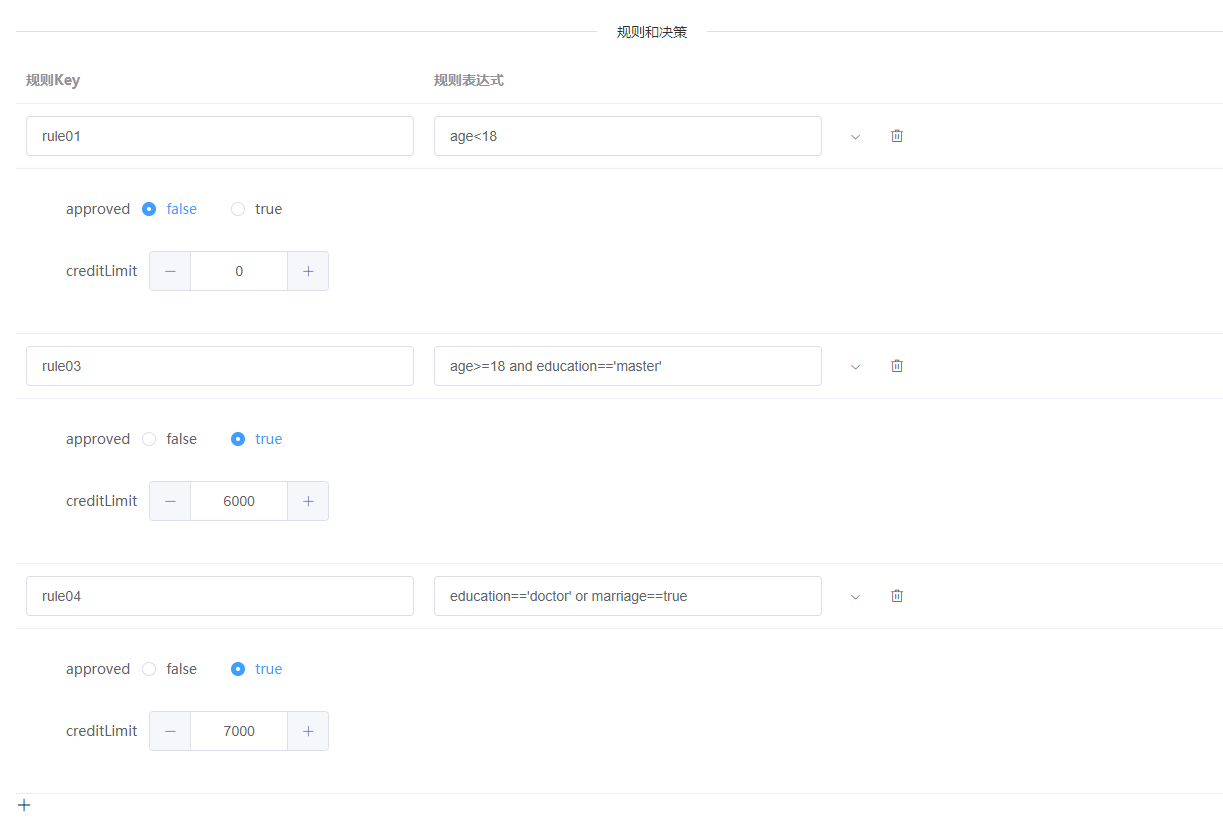 规则和决策
规则Key 规则表达式
rule01 age<18
approved false true
creditLimit 0
rule03 age>=18 and education=='master'
approved false true
creditLimit 6000
rule04 education=='doctor' or marriage==true
approved false true
creditLimit 7000